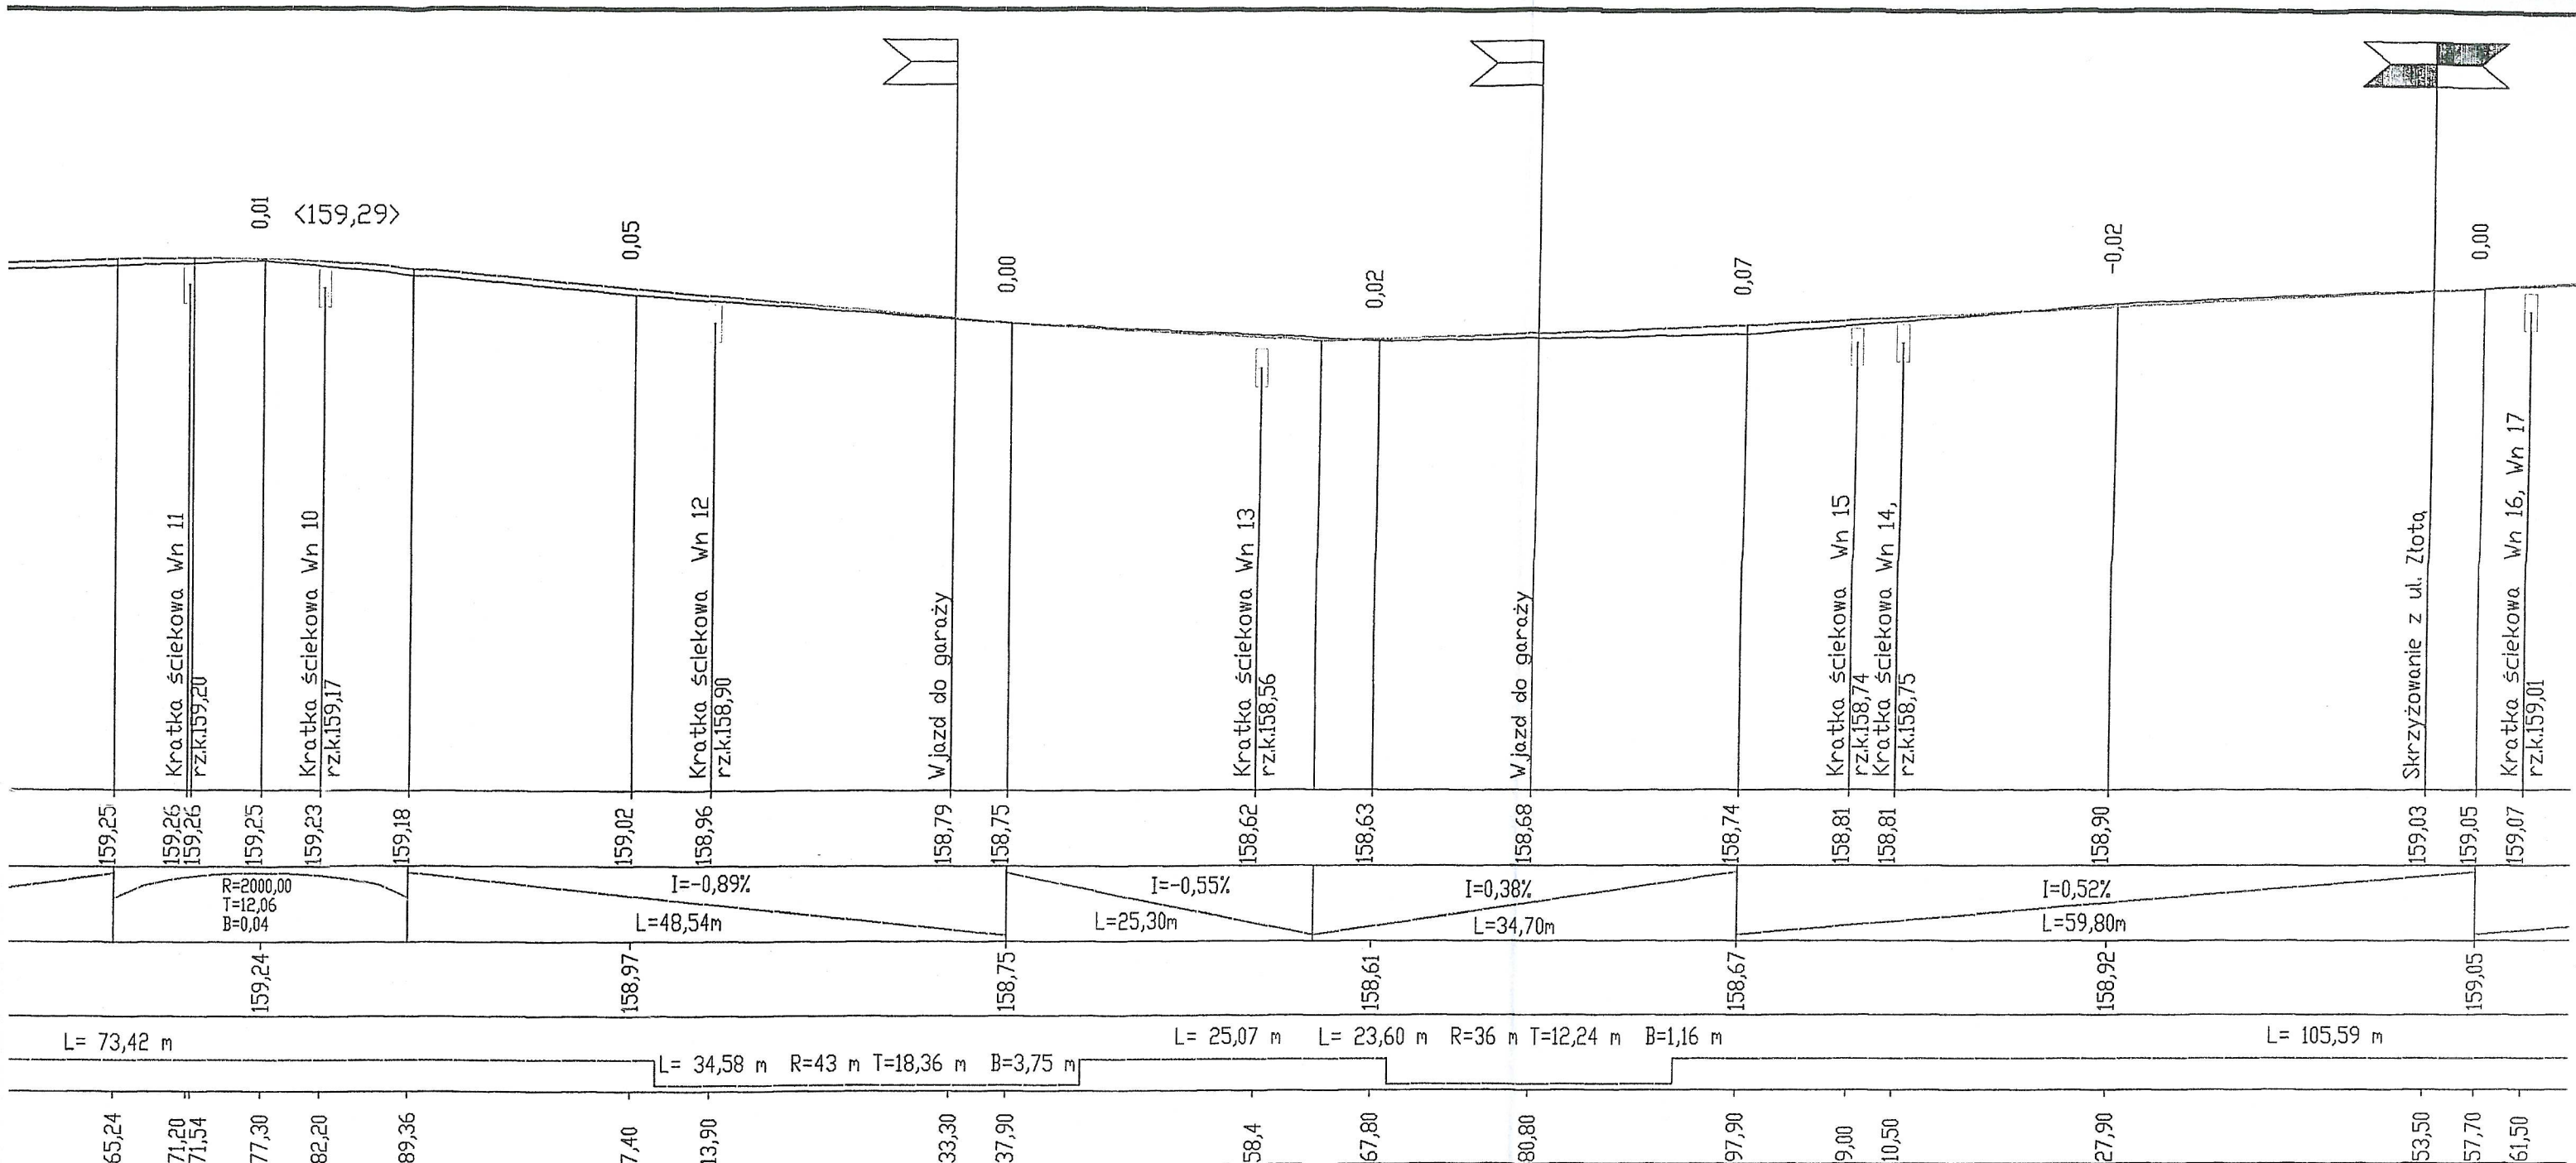 0,01
<159,29>
0,05
0,00
0,02
0,07
-0,02
0,00
Kratka ściekowa Wn 11
rz.k.159,20
Kratka ściekowa Wn 10
rz.k.159,17
Kratka ściekowa Wn 12
rz.k.158,90
Wjazd do garaży
Kratka ściekowa Wn 13
rz.k.158,56
Wjazd do garaży
Kratka ściekowa Wn 15
rz.k.158,74
Kratka ściekowa Wn 14,
rz.k.158,75
Skrzyżowanie z ul. Złotą
Kratka ściekowa Wn 16, Wn 17
rz.k.159,01
159,25
159,26
159,26
159,25
159,23
159,18
159,02
158,96
158,79
158,75
158,62
158,63
158,68
158,74
158,81
158,81
158,90
159,03
159,05
159,07
R=2000,00
T=12,06
B=0,04
I=-0,89%
L=48,54m
I=-0,55%
L=25,30m
I=0,38%
L=34,70m
I=0,52%
L=59,80m
159,24
158,97
158,75
158,61
158,67
158,92
159,05
L= 73,42 m
L= 34,58 m R=43 m T=18,36 m B=3,75 m
L= 25,07 m
L= 23,60 m R=36 m T=12,24 m B=1,16 m
L= 105,59 m
65,24
71,20
71,54
77,30
82,20
89,36
7,40
13,90
33,30
37,90
58,4
67,80
80,80
97,90
9,00
10,50
27,90
53,50
57,70
61,50